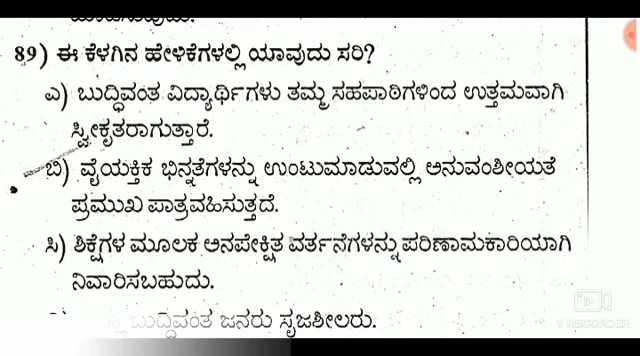 89) ಈ ಕೆಳಗಿನ ಹೇಳಿಕೆಗಳಲ್ಲಿ ಯಾವುದು ಸರಿ?
ಎ) ಬುದ್ಧಿವಂತ ವಿದ್ಯಾರ್ಥಿಗಳು ತಮ್ಮ ಸಹಪಾಠಿಗಳಿಂದ ಉತ್ತಮವಾಗಿ
ಸ್ವೀಕೃತರಾಗುತ್ತಾರೆ.
ಬ) ವೈಯಕ್ತಿಕ ಭಿನ್ನತೆಗಳನ್ನು ಉಂಟುಮಾಡುವಲ್ಲಿ ಅನುವಂಶೀಯತೆ
ಪ್ರಮುಖ ಪಾತ್ರವಹಿಸುತ್ತದೆ.
ಸಿ) ಶಿಕ್ಷೆಗಳ ಮೂಲಕ ಅನಪೇಕ್ಷಿತ ವರ್ತನೆಗಳನ್ನು ಪರಿಣಾಮಕಾರಿಯಾಗಿ
ನಿವಾರಿಸಬಹುದು.
ಬುದ್ಧಿವಂತ ಜನರು ಸೃಜಶೀಲರು.
V RECORDER